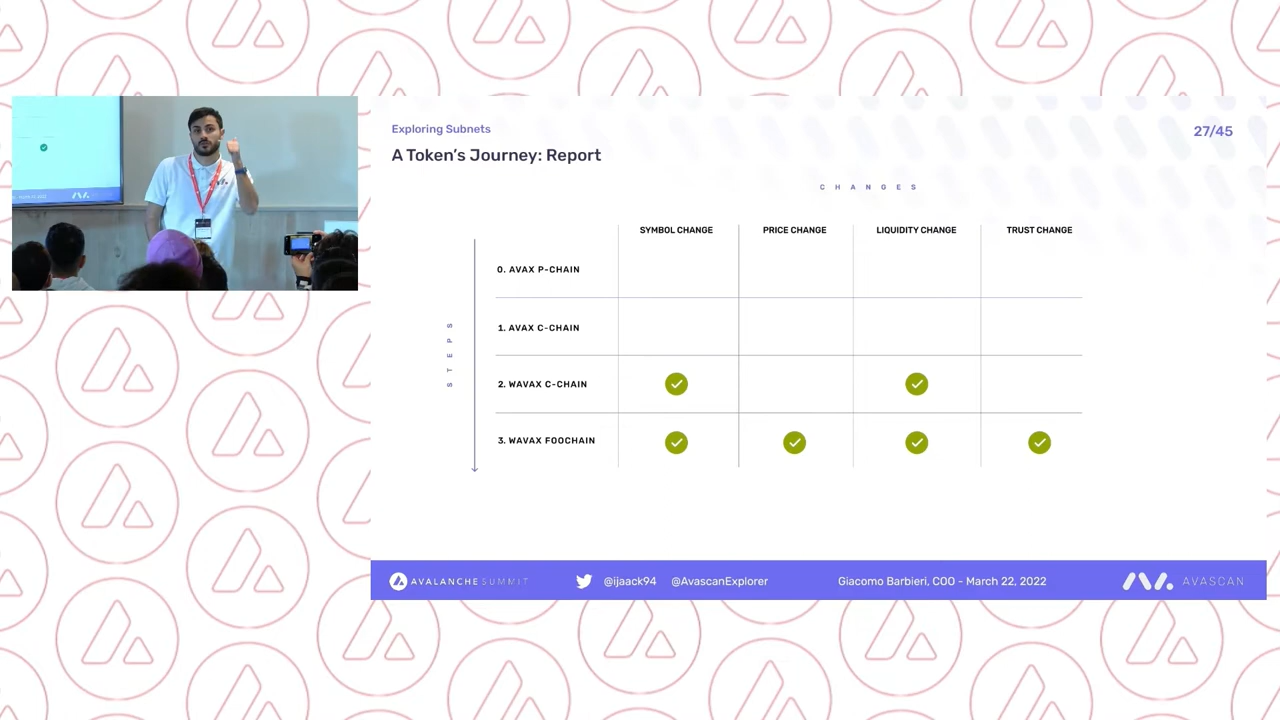 Exploring Subnets
27/45
A Token's Journey: Report
CHANGES
SYMBOL CHANGE PRICE CHANGE LIQUIDITY CHANGE TRUST CHANGE
STEPS
0. AVAX P-CHAIN
1. AVAX C-CHAIN
2. WAVAX C-CHAIN
3. WAVAX FOOCHAIN
AVALANCHE SUMMIT
@ijaack94 @AvascanExplorer
Giacomo Barbieri, COO - March 22, 2022
AVASCAN